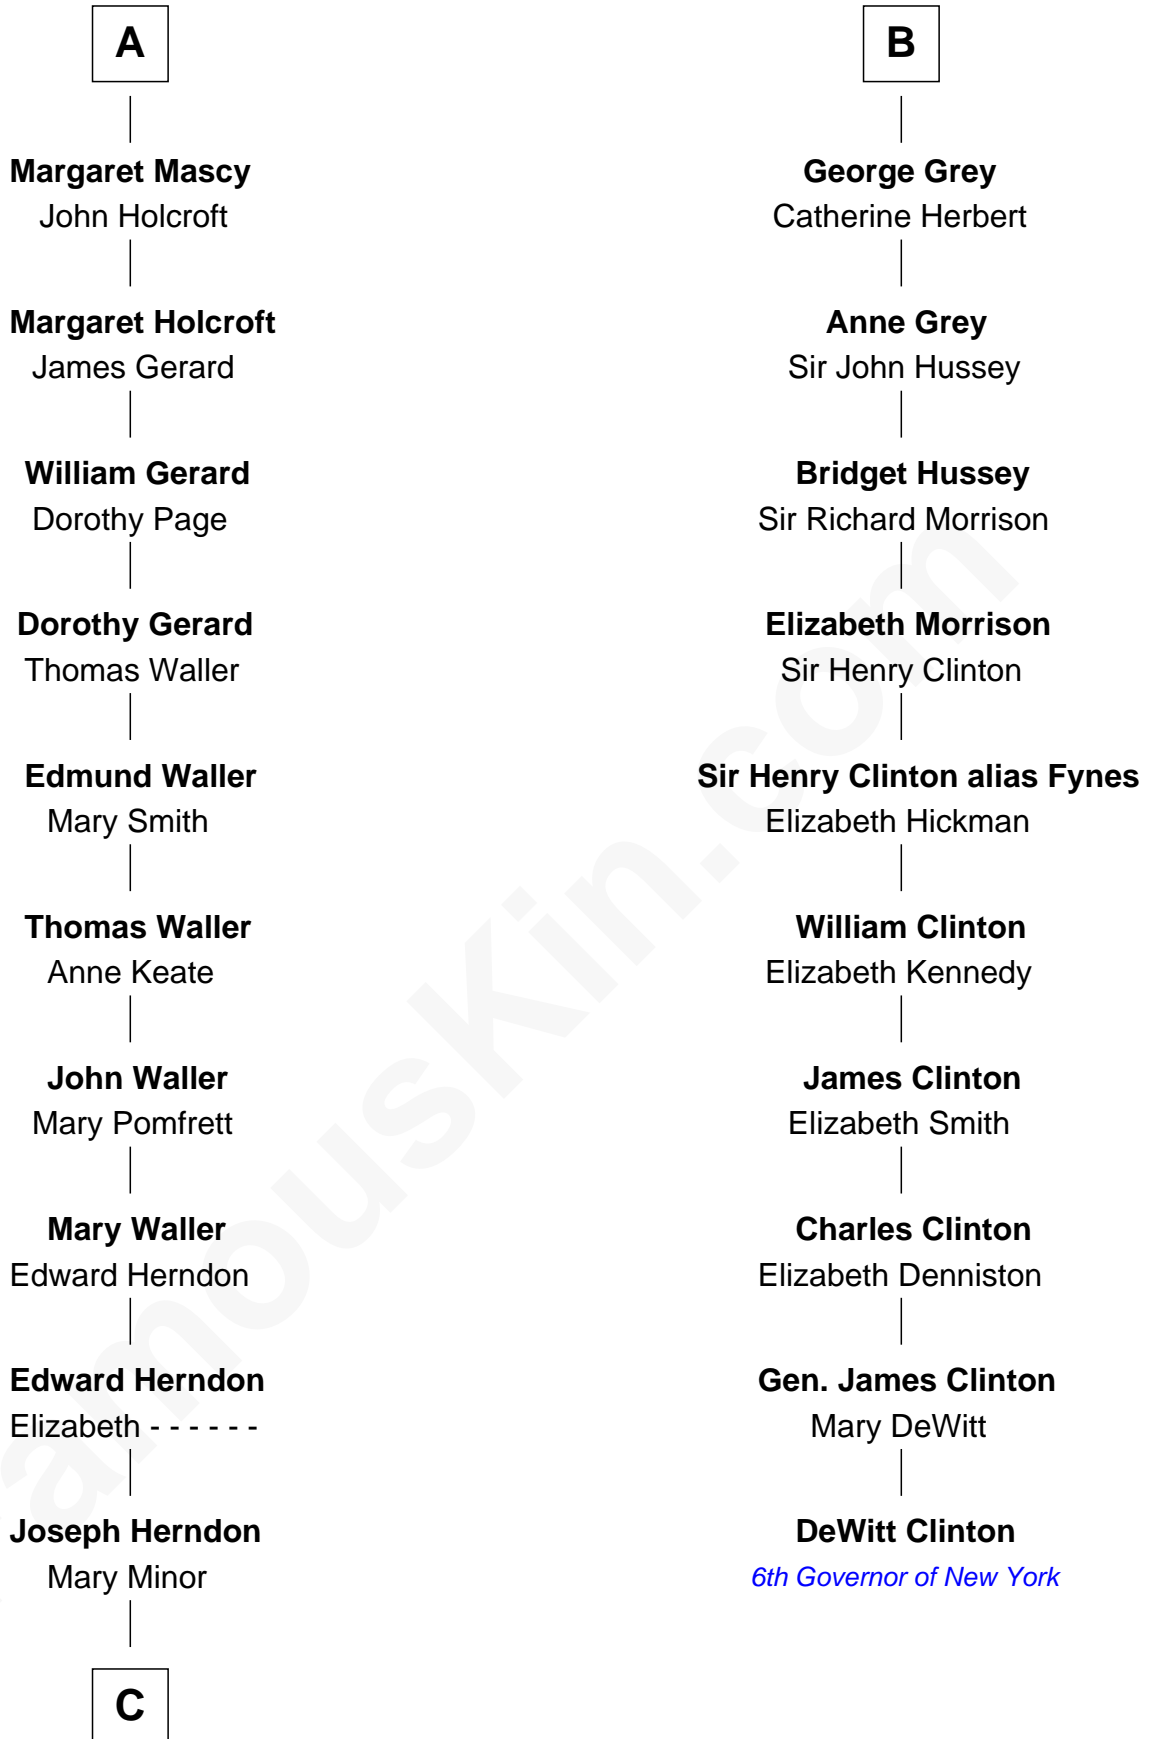 A
Margaret Mascy
John Holcroft
Margaret Holcroft
James Gerard
William Gerard
Dorothy Page
Dorothy Gerard
Thomas Waller
Edmund Waller
Mary Smith
Thomas Waller
Anne Keate
John Waller
Mary Pomfrett
Mary Waller
Edward Herndon
Edward Herndon
Elizabeth - - - - - -
Joseph Herndon
Mary Minor
C
B
George Grey
Catherine Herbert
Anne Grey
Sir John Hussey
Bridget Hussey
Sir Richard Morrison
Elizabeth Morrison
Sir Henry Clinton
Sir Henry Clinton alias Fynes
Elizabeth Hickman
William Clinton
Elizabeth Kennedy
James Clinton
Elizabeth Smith
Charles Clinton
Elizabeth Denniston
Gen. James Clinton
Mary DeWitt
DeWitt Clinton
6th Governor of New York
amousKin.com